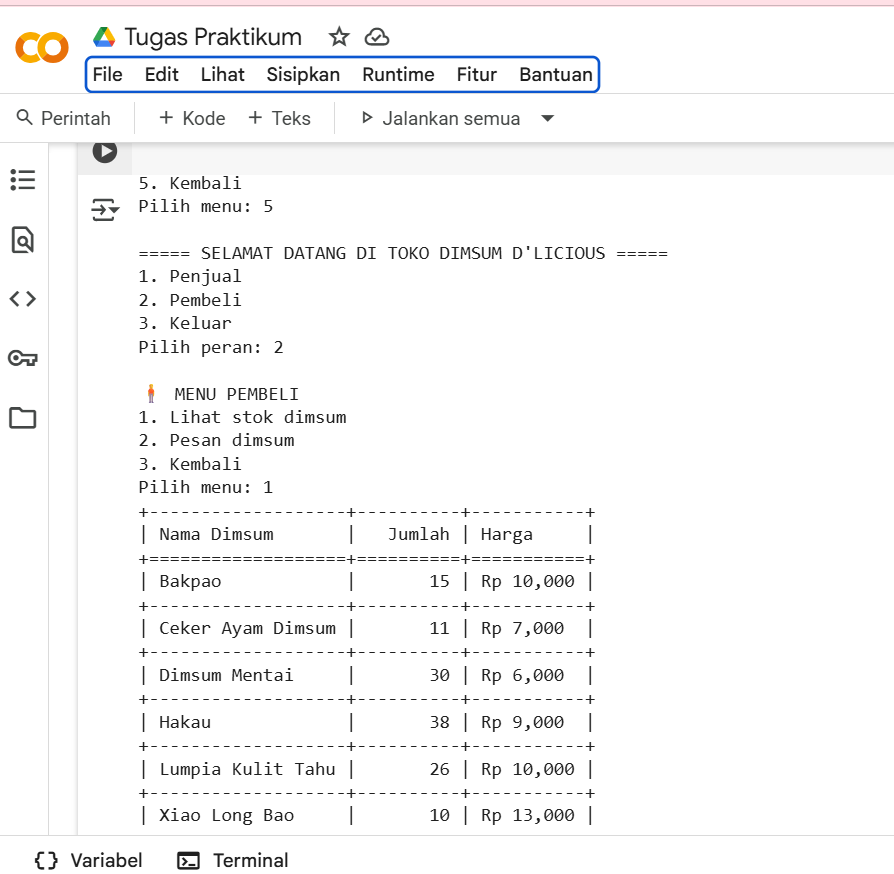 Tugas Praktikum
File Edit Lihat Sisipkan Runtime Fitur Bantuan
Perintah + Kode + Teks Jalankan semua
5. Kembali
Pilih menu: 5
===== SELAMAT DATANG DI TOKO DIMSUM D'LICIOUS =====
1. Penjual
2. Pembeli
3. Keluar
Pilih peran: 2
🧍 MENU PEMBELI
1. Lihat stok dimsum
2. Pesan dimsum
3. Kembali
Pilih menu: 1
+-------------------+----------+-----------+
| Nama Dimsum       |   Jumlah | Harga     |
+===================+==========+===========+
| Bakpao            |       15 | Rp 10,000 |
+-------------------+----------+-----------+
| Ceker Ayam Dimsum |       11 | Rp 7,000  |
+-------------------+----------+-----------+
| Dimsum Mentai     |       30 | Rp 6,000  |
+-------------------+----------+-----------+
| Hakau             |       38 | Rp 9,000  |
+-------------------+----------+-----------+
| Lumpia Kulit Tahu |       26 | Rp 10,000 |
+-------------------+----------+-----------+
| Xiao Long Bao     |       10 | Rp 13,000 |
Variabel Terminal